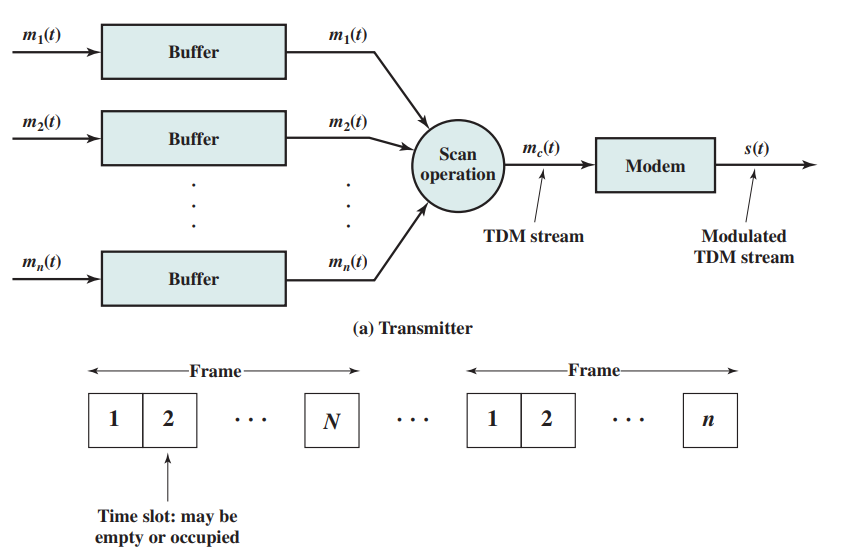 m₁(t)
Buffer
m₁(t)
m₂(t)
Buffer
m₂(t)
Scan
operation
m_c(t)
Modem
s(t)
TDM stream
Modulated
TDM stream
mₙ(t)
Buffer
mₙ(t)
(a) Transmitter
Frame
Frame
1 2 · · · N · · · 1 2 · · · n
Time slot: may be
empty or occupied